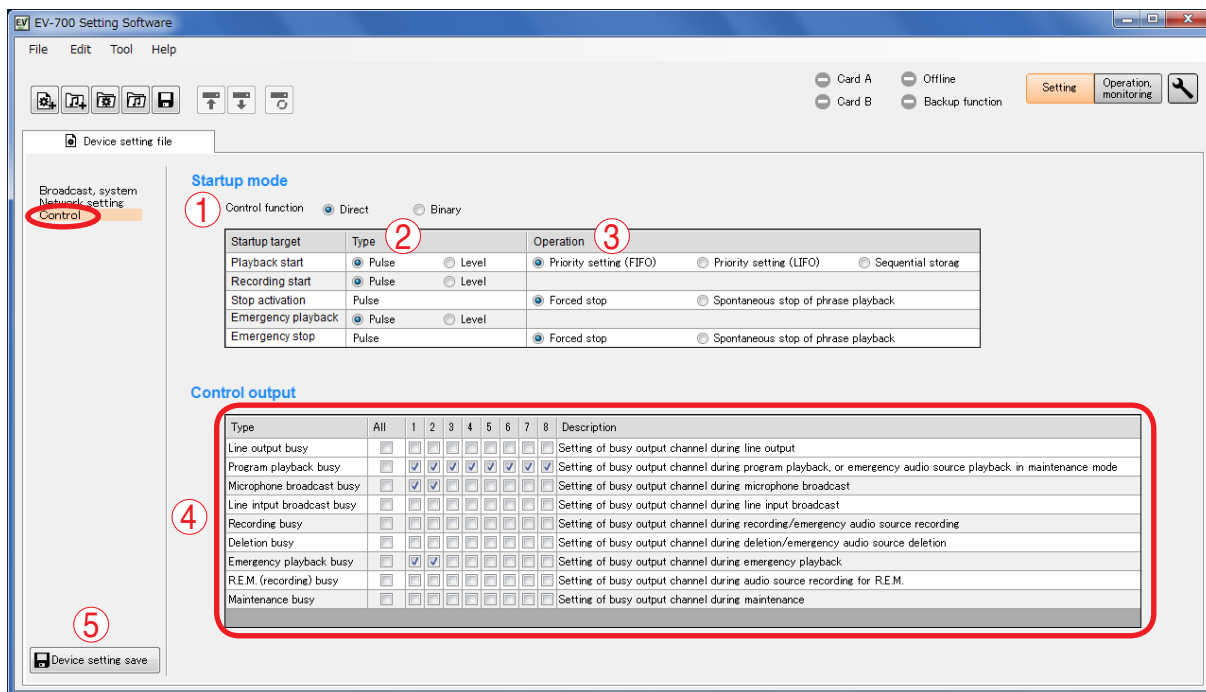 EV EV-700 Setting Software
File Edit Tool Help
Card A Offline
Card B Backup function
Setting
Operation, monitoring
Device setting file
Broadcast, system
Network setting
Control
Startup mode
① Control function Direct Binary
Startup target Type ② Operation ③
Playback start Pulse Level Priority setting (FIFO) Priority setting (LIFO) Sequential storag
Recording start Pulse Level
Stop activation Pulse Forced stop Spontaneous stop of phrase playback
Emergency playback Pulse Level
Emergency stop Pulse Forced stop Spontaneous stop of phrase playback
Control output
④
Type All 1 2 3 4 5 6 7 8 Description
Line output busy Setting of busy output channel during line output
Program playback busy Setting of busy output channel during program playback, or emergency audio source playback in maintenance mode
Microphone broadcast busy Setting of busy output channel during microphone broadcast
Line intput broadcast busy Setting of busy output channel during line input broadcast
Recording busy Setting of busy output channel during recording/emergency audio source recording
Deletion busy Setting of busy output channel during deletion/emergency audio source deletion
Emergency playback busy Setting of busy output channel during emergency playback
R.E.M. (recording) busy Setting of busy output channel during audio source recording for R.E.M.
Maintenance busy Setting of busy output channel during maintenance
⑤
Device setting save